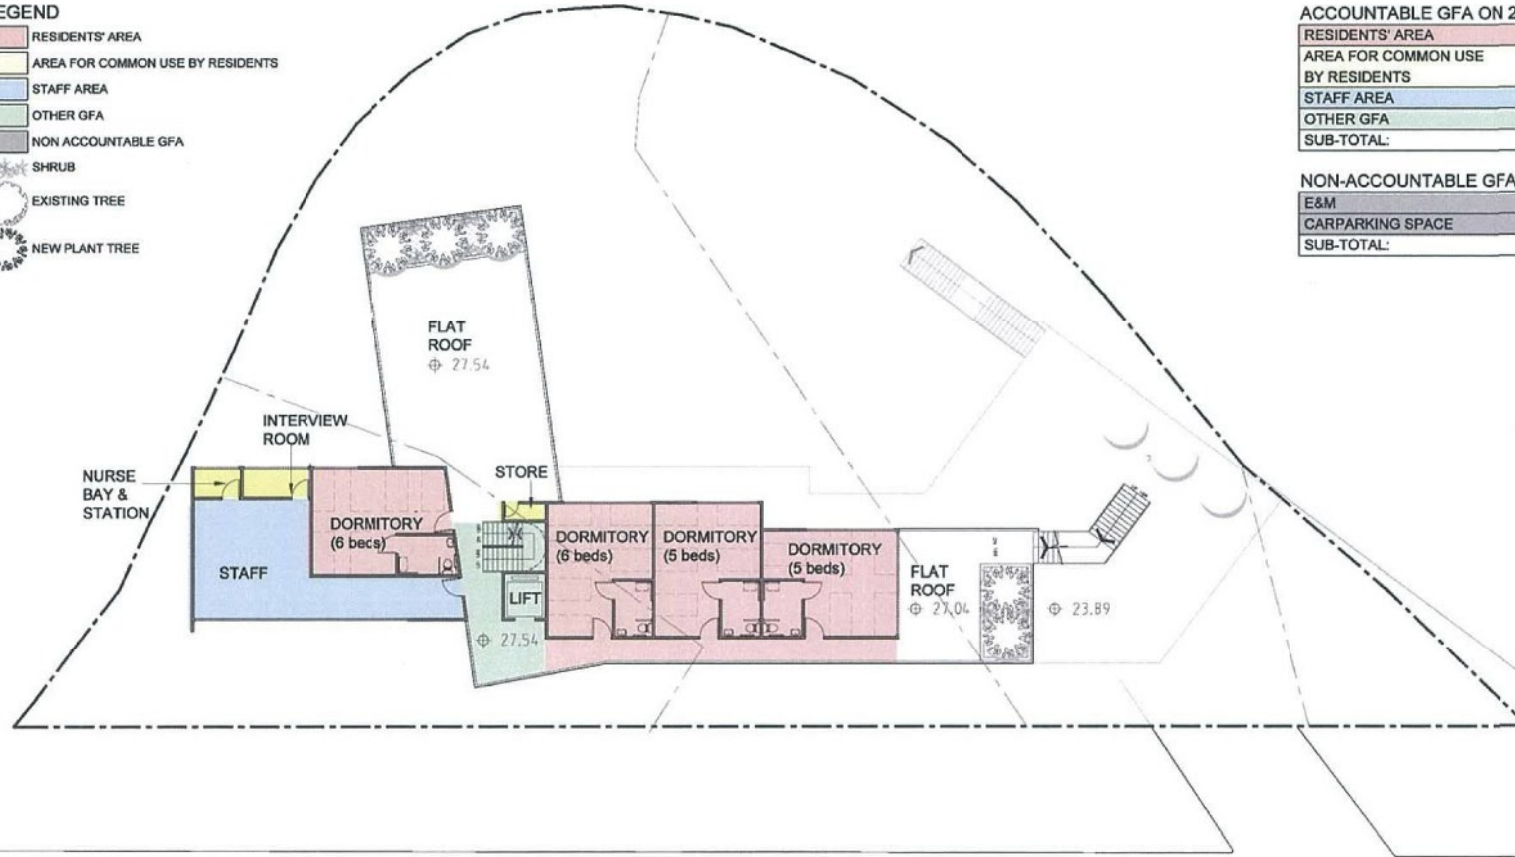 EGEND
RESIDENTS' AREA
AREA FOR COMMON USE BY RESIDENTS
STAFF AREA
OTHER GFA
NON ACCOUNTABLE GFA
SHRUB
EXISTING TREE
NEW PLANT TREE
ACCOUNTABLE GFA ON 2
RESIDENTS' AREA
AREA FOR COMMON USE
BY RESIDENTS
STAFF AREA
OTHER GFA
SUB-TOTAL:
NON-ACCOUNTABLE GFA
E&M
CARPARKING SPACE
SUB-TOTAL:
FLAT
ROOF
27.54
INTERVIEW
ROOM
NURSE
BAY &
STATION
STORE
DORMITORY
(6 beds)
STAFF
LIFT
27.54
DORMITORY
(6 beds)
DORMITORY
(5 beds)
DORMITORY
(5 beds)
FLAT
ROOF
27.04
23.89